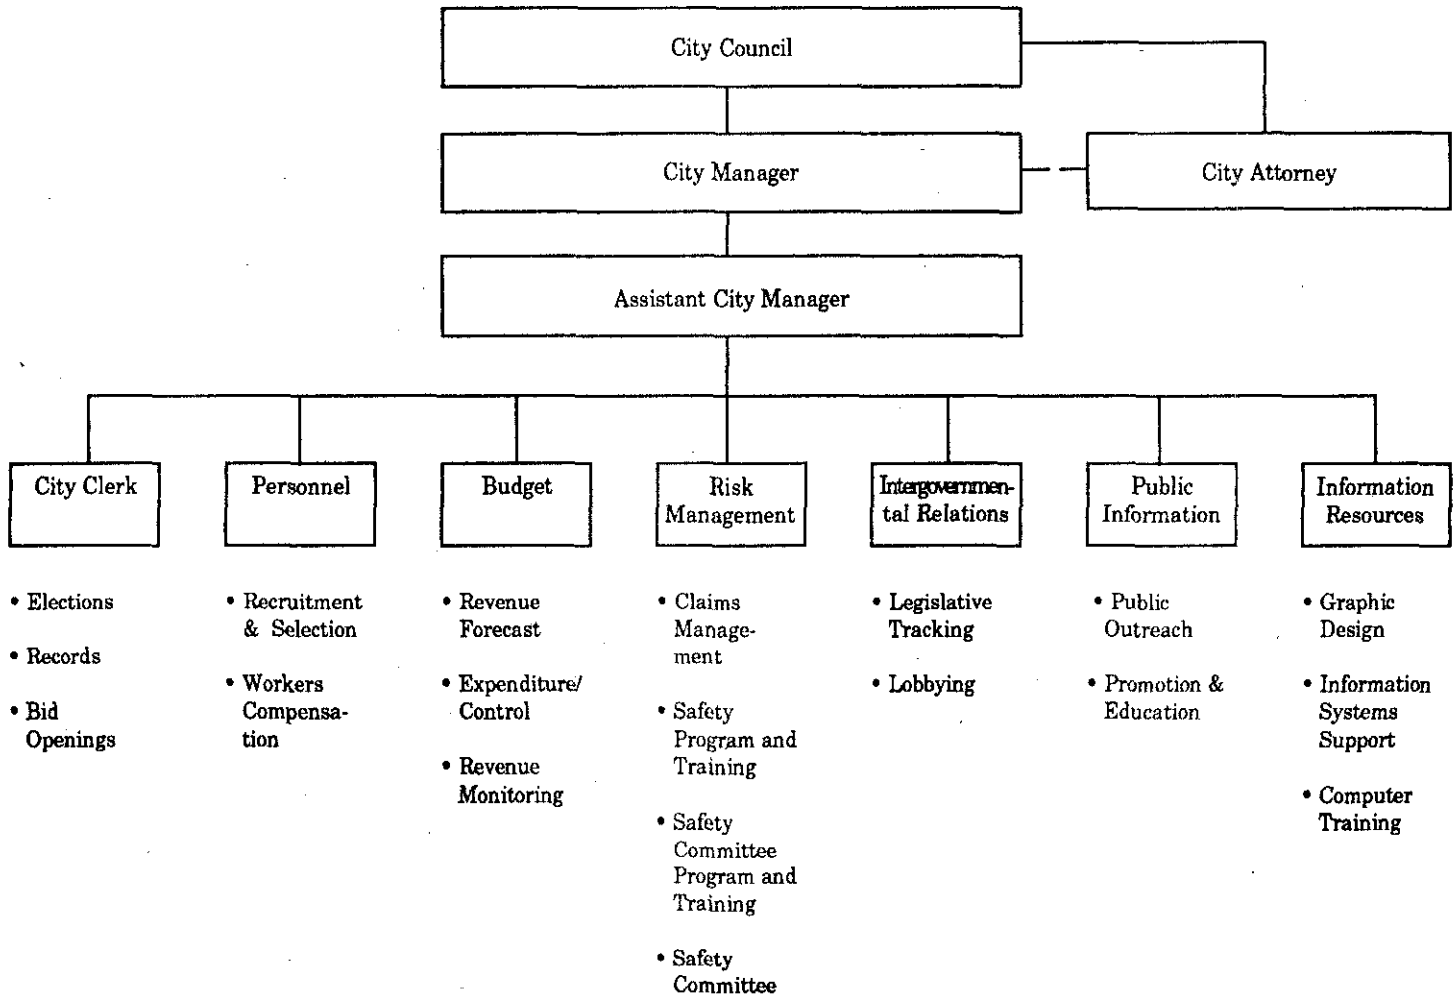 City Council
City Manager
City Attorney
Assistant City Manager
City Clerk
Personnel
Budget
Risk
Management
Intergovernmen-
tal Relations
Public
Information
Information
Resources
• Elections
• Records
• Bid
Openings
• Recruitment
& Selection
• Workers
Compensa-
tion
• Revenue
Forecast
• Expenditure/
Control
• Revenue
Monitoring
• Claims
Manage-
ment
• Safety
Program and
Training
• Safety
Committee
Program and
Training
• Safety
Committee
• Legislative
Tracking
• Lobbying
• Public
Outreach
• Promotion &
Education
• Graphic
Design
• Information
Systems
Support
• Computer
Training